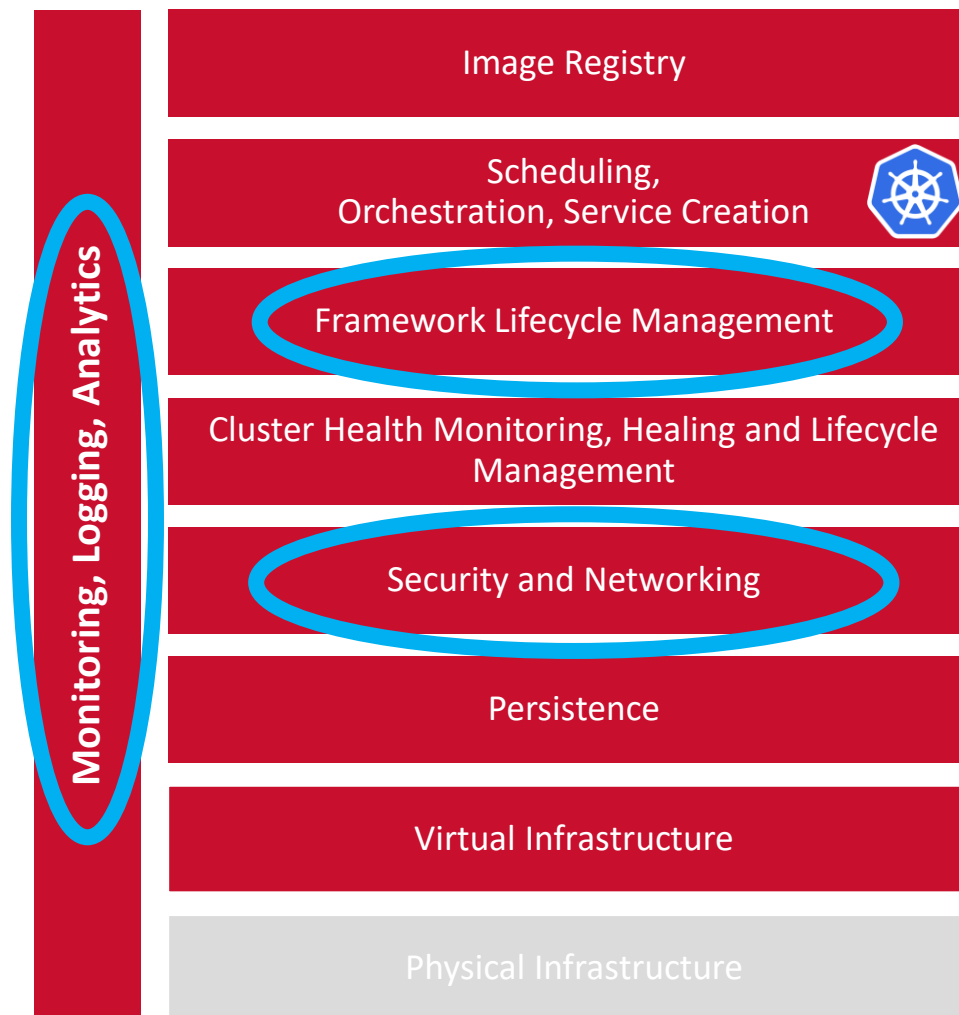 Monitoring, Logging, Analytics
Image Registry
Scheduling,
Orchestration, Service Creation
Framework Lifecycle Management
Cluster Health Monitoring, Healing and Lifecycle
Management
Security and Networking
Persistence
Virtual Infrastructure
Physical Infrastructure